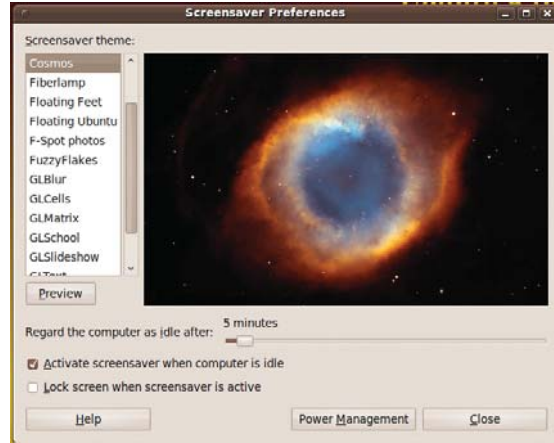 Screensaver Preferences
Screensaver theme:
Cosmos
Fiberlamp
Floating Feet
Floating Ubuntu
F-Spot photos
FuzzyFlakes
GLBlur
GLCells
GLMatrix
GLSchool
GLSlideshow
Preview
Regard the computer as idle after:
5 minutes
Activate screensaver when computer is idle
Lock screen when screensaver is active
Help
Power Management
Close